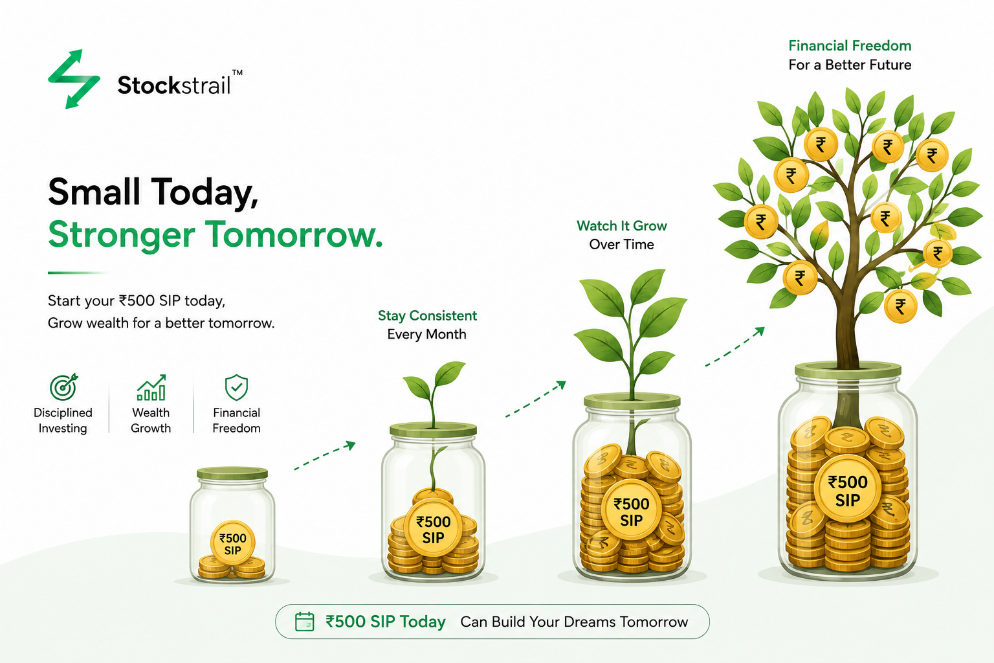 Stockstrail™
Small Today,
Stronger Tomorrow.
Start your ₹500 SIP today,
Grow wealth for a better tomorrow.
Disciplined
Investing
Wealth
Growth
Financial
Freedom
₹500
SIP
Stay Consistent
Every Month
₹500
SIP
Watch It Grow
Over Time
₹500
SIP
Financial Freedom
For a Better Future
₹
₹
₹
₹
₹
₹
₹
₹
₹
₹500
SIP
₹500 SIP Today Can Build Your Dreams Tomorrow